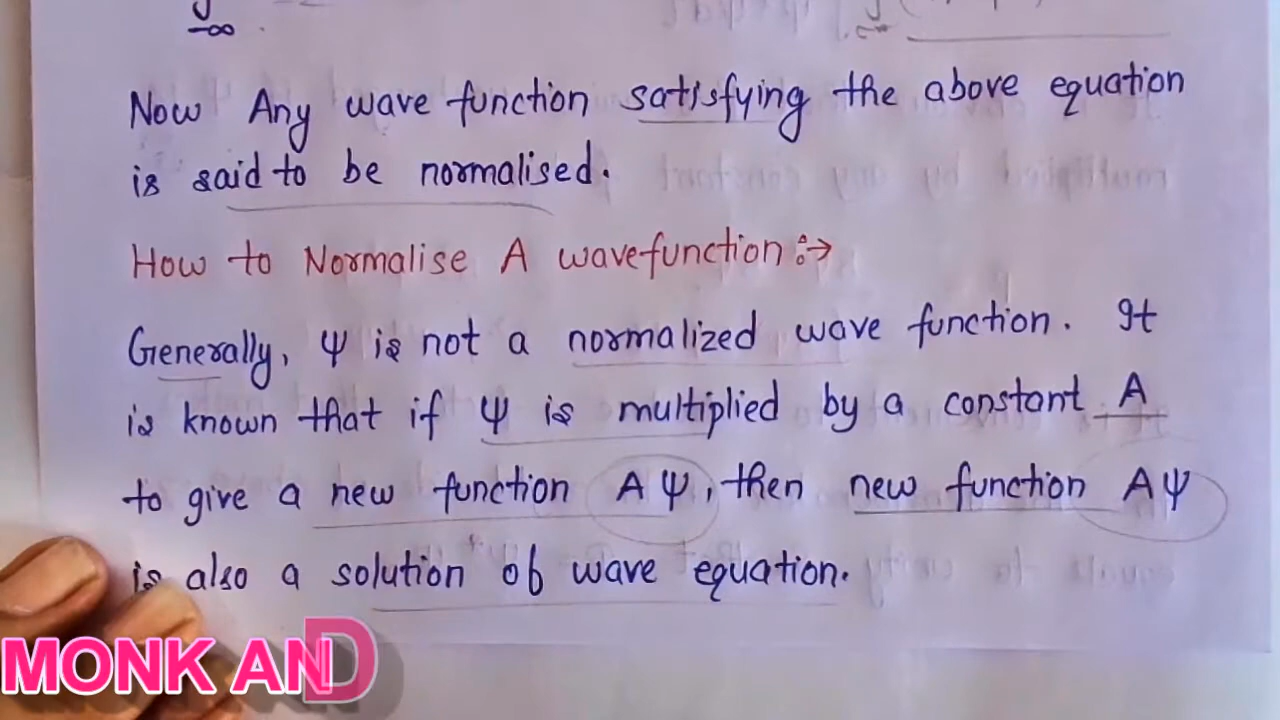 -∞
Now Any wave function satisfying the above equation
is said to be normalised.
How to Normalise A wavefunction:→
Generally, ψ is not a normalized wave function. It
is known that if ψ is multiplied by a constant A
to give a new function Aψ, then new function Aψ
is also a solution of wave equation.
MONK AND